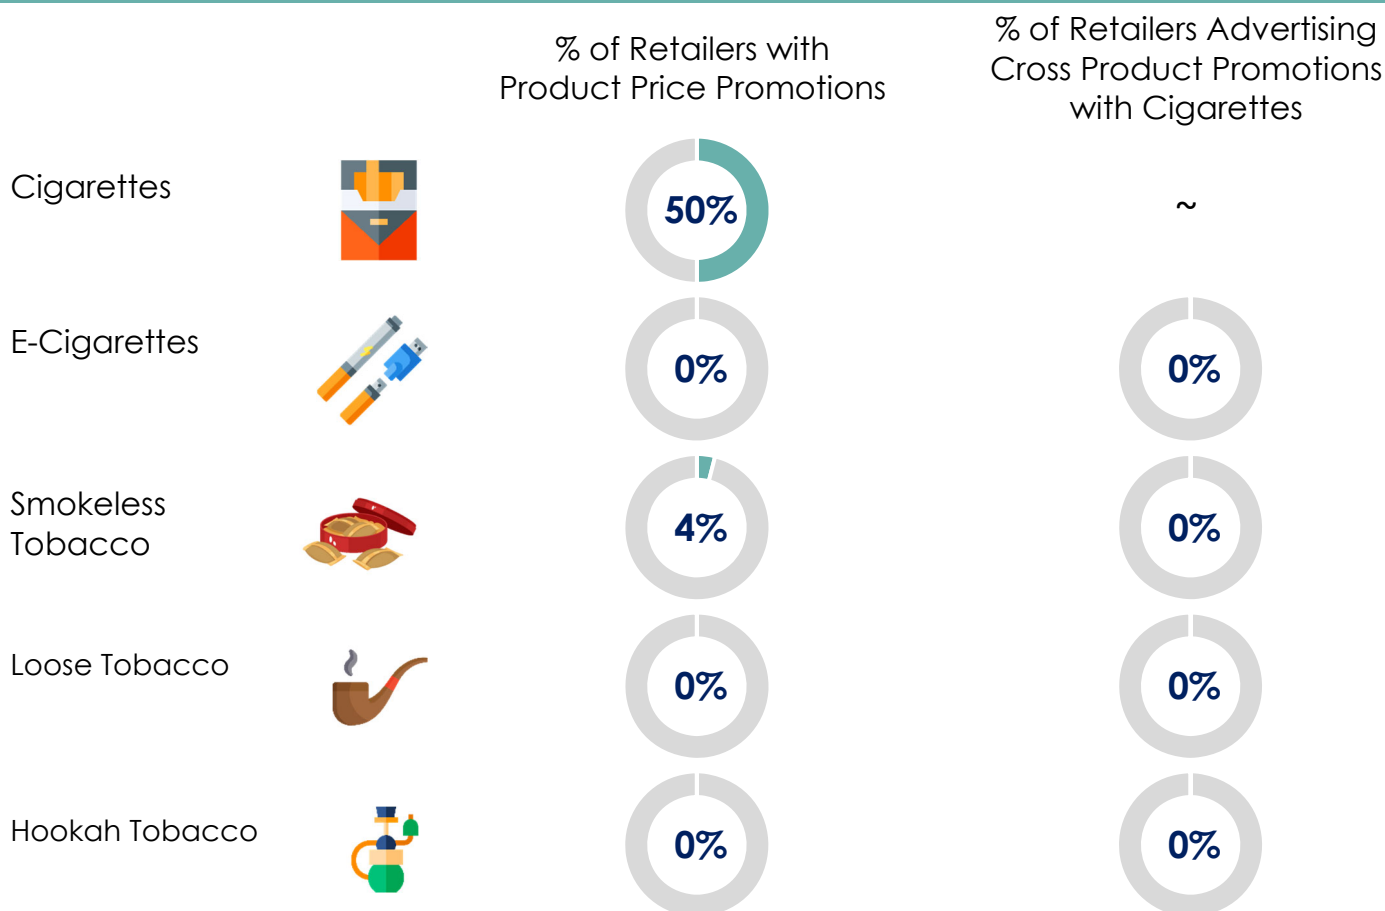 % of Retailers with
Product Price Promotions
% of Retailers Advertising
Cross Product Promotions
with Cigarettes
Cigarettes
50%
~
E-Cigarettes
0%
0%
Smokeless
Tobacco
4%
0%
Loose Tobacco
0%
0%
Hookah Tobacco
0%
0%